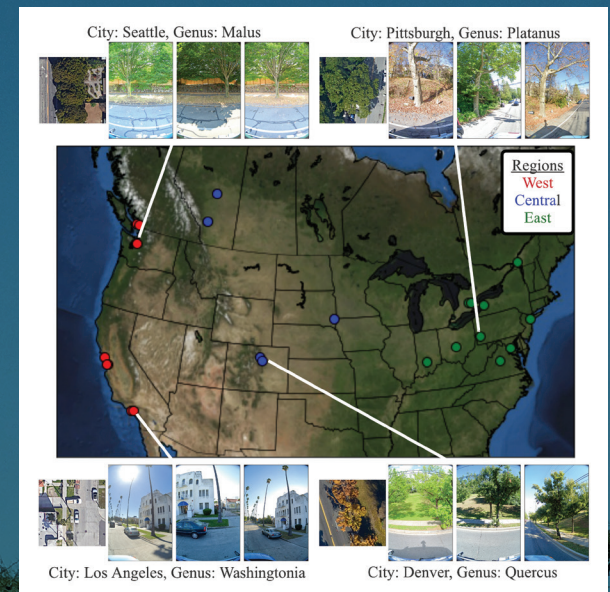 City: Seattle, Genus: Malus
City: Pittsburgh, Genus: Platanus
Regions
West
Central
East
City: Los Angeles, Genus: Washingtonia
City: Denver, Genus: Quercus